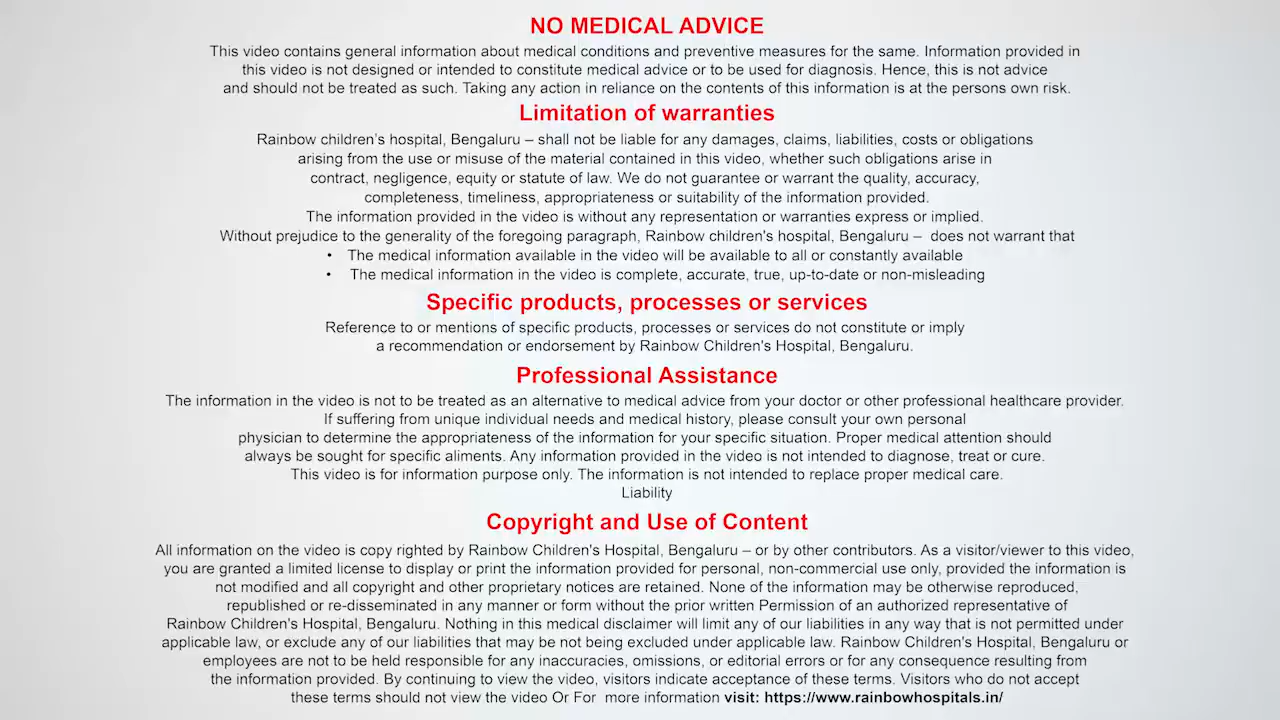 NO MEDICAL ADVICE
This video contains general information about medical conditions and preventive measures for the same. Information provided in
this video is not designed or intended to constitute medical advice or to be used for diagnosis. Hence, this is not advice
and should not be treated as such. Taking any action in reliance on the contents of this information is at the persons own risk.
Limitation of warranties
Rainbow children's hospital, Bengaluru – shall not be liable for any damages, claims, liabilities, costs or obligations
arising from the use or misuse of the material contained in this video, whether such obligations arise in
contract, negligence, equity or statute of law. We do not guarantee or warrant the quality, accuracy,
completeness, timeliness, appropriateness or suitability of the information provided.
The information provided in the video is without any representation or warranties express or implied.
Without prejudice to the generality of the foregoing paragraph, Rainbow children's hospital, Bengaluru – does not warrant that
• The medical information available in the video will be available to all or constantly available
• The medical information in the video is complete, accurate, true, up-to-date or non-misleading
Specific products, processes or services
Reference to or mentions of specific products, processes or services do not constitute or imply
a recommendation or endorsement by Rainbow Children's Hospital, Bengaluru.
Professional Assistance
The information in the video is not to be treated as an alternative to medical advice from your doctor or other professional healthcare provider.
If suffering from unique individual needs and medical history, please consult your own personal
physician to determine the appropriateness of the information for your specific situation. Proper medical attention should
always be sought for specific aliments. Any information provided in the video is not intended to diagnose, treat or cure.
This video is for information purpose only. The information is not intended to replace proper medical care.
Liability
Copyright and Use of Content
All information on the video is copy righted by Rainbow Children's Hospital, Bengaluru – or by other contributors. As a visitor/viewer to this video,
you are granted a limited license to display or print the information provided for personal, non-commercial use only, provided the information is
not modified and all copyright and other proprietary notices are retained. None of the information may be otherwise reproduced,
republished or re-disseminated in any manner or form without the prior written Permission of an authorized representative of
Rainbow Children's Hospital, Bengaluru. Nothing in this medical disclaimer will limit any of our liabilities in any way that is not permitted under
applicable law, or exclude any of our liabilities that may be not being excluded under applicable law. Rainbow Children's Hospital, Bengaluru or
employees are not to be held responsible for any inaccuracies, omissions, or editorial errors or for any consequence resulting from
the information provided. By continuing to view the video, visitors indicate acceptance of these terms. Visitors who do not accept
these terms should not view the video Or For more information visit: https://www.rainbowhospitals.in/